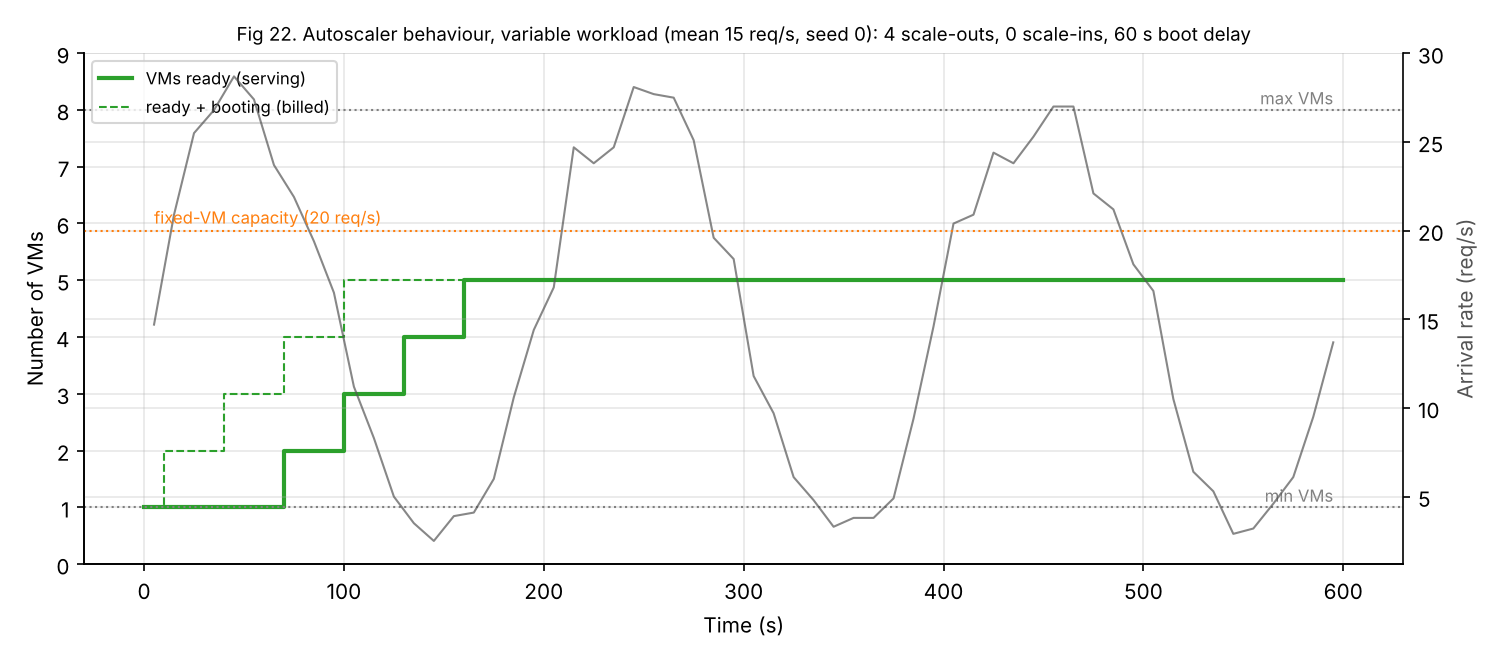 Fig 22. Autoscaler behaviour, variable workload (mean 15 req/s, seed 0): 4 scale-outs, 0 scale-ins, 60 s boot delay
VMs ready (serving)
ready + booting (billed)
max VMs
fixed-VM capacity (20 req/s)
min VMs
Number of VMs
9
8
7
6
5
4
3
2
1
0
30
25
20
15
10
5
Arrival rate (req/s)
0 100 200 300 400 500 600
Time (s)